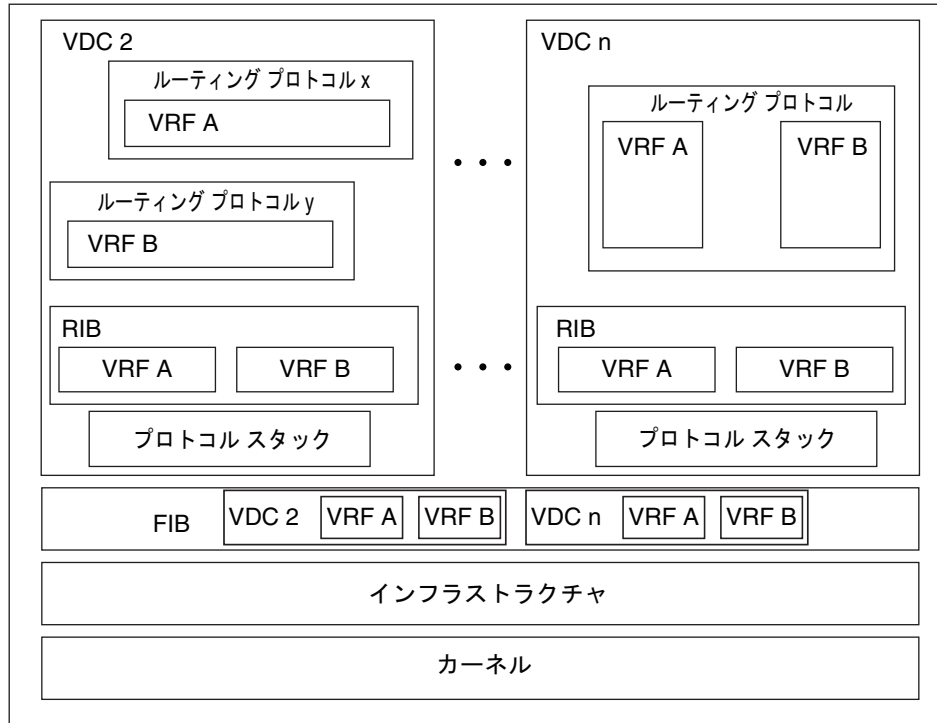 VDC 2
ルーティング プロトコル x
VRF A
ルーティング プロトコル y
VRF B
RIB
VRF A
VRF B
プロトコル スタック
• • •
• • •
VDC n
ルーティング プロトコル
VRF A
VRF B
RIB
VRF A
VRF B
プロトコル スタック
FIB
VDC 2
VRF A
VRF B
VDC n
VRF A
VRF B
インフラストラクチャ
カーネル